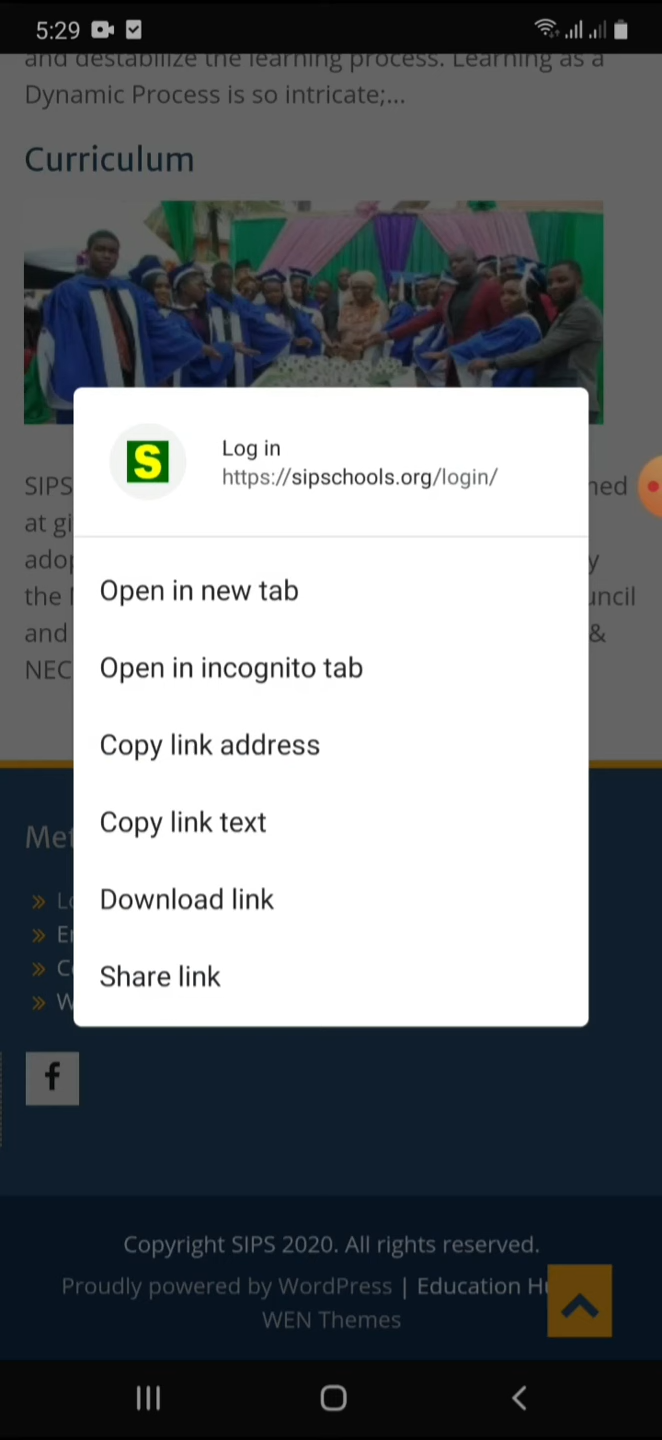 5:29
and destabilize the learning process. Learning as a
Dynamic Process is so intricate;...
Curriculum
S
Log in
https://sipschools.org/login/
SIPS
at gi
the
uncil
and
&
NEC
Open in new tab
Open in incognito tab
Copy link address
Copy link text
Download link
Share link
f
Copyright SIPS 2020. All rights reserved.
Proudly powered by WordPress | Education
WEN Themes